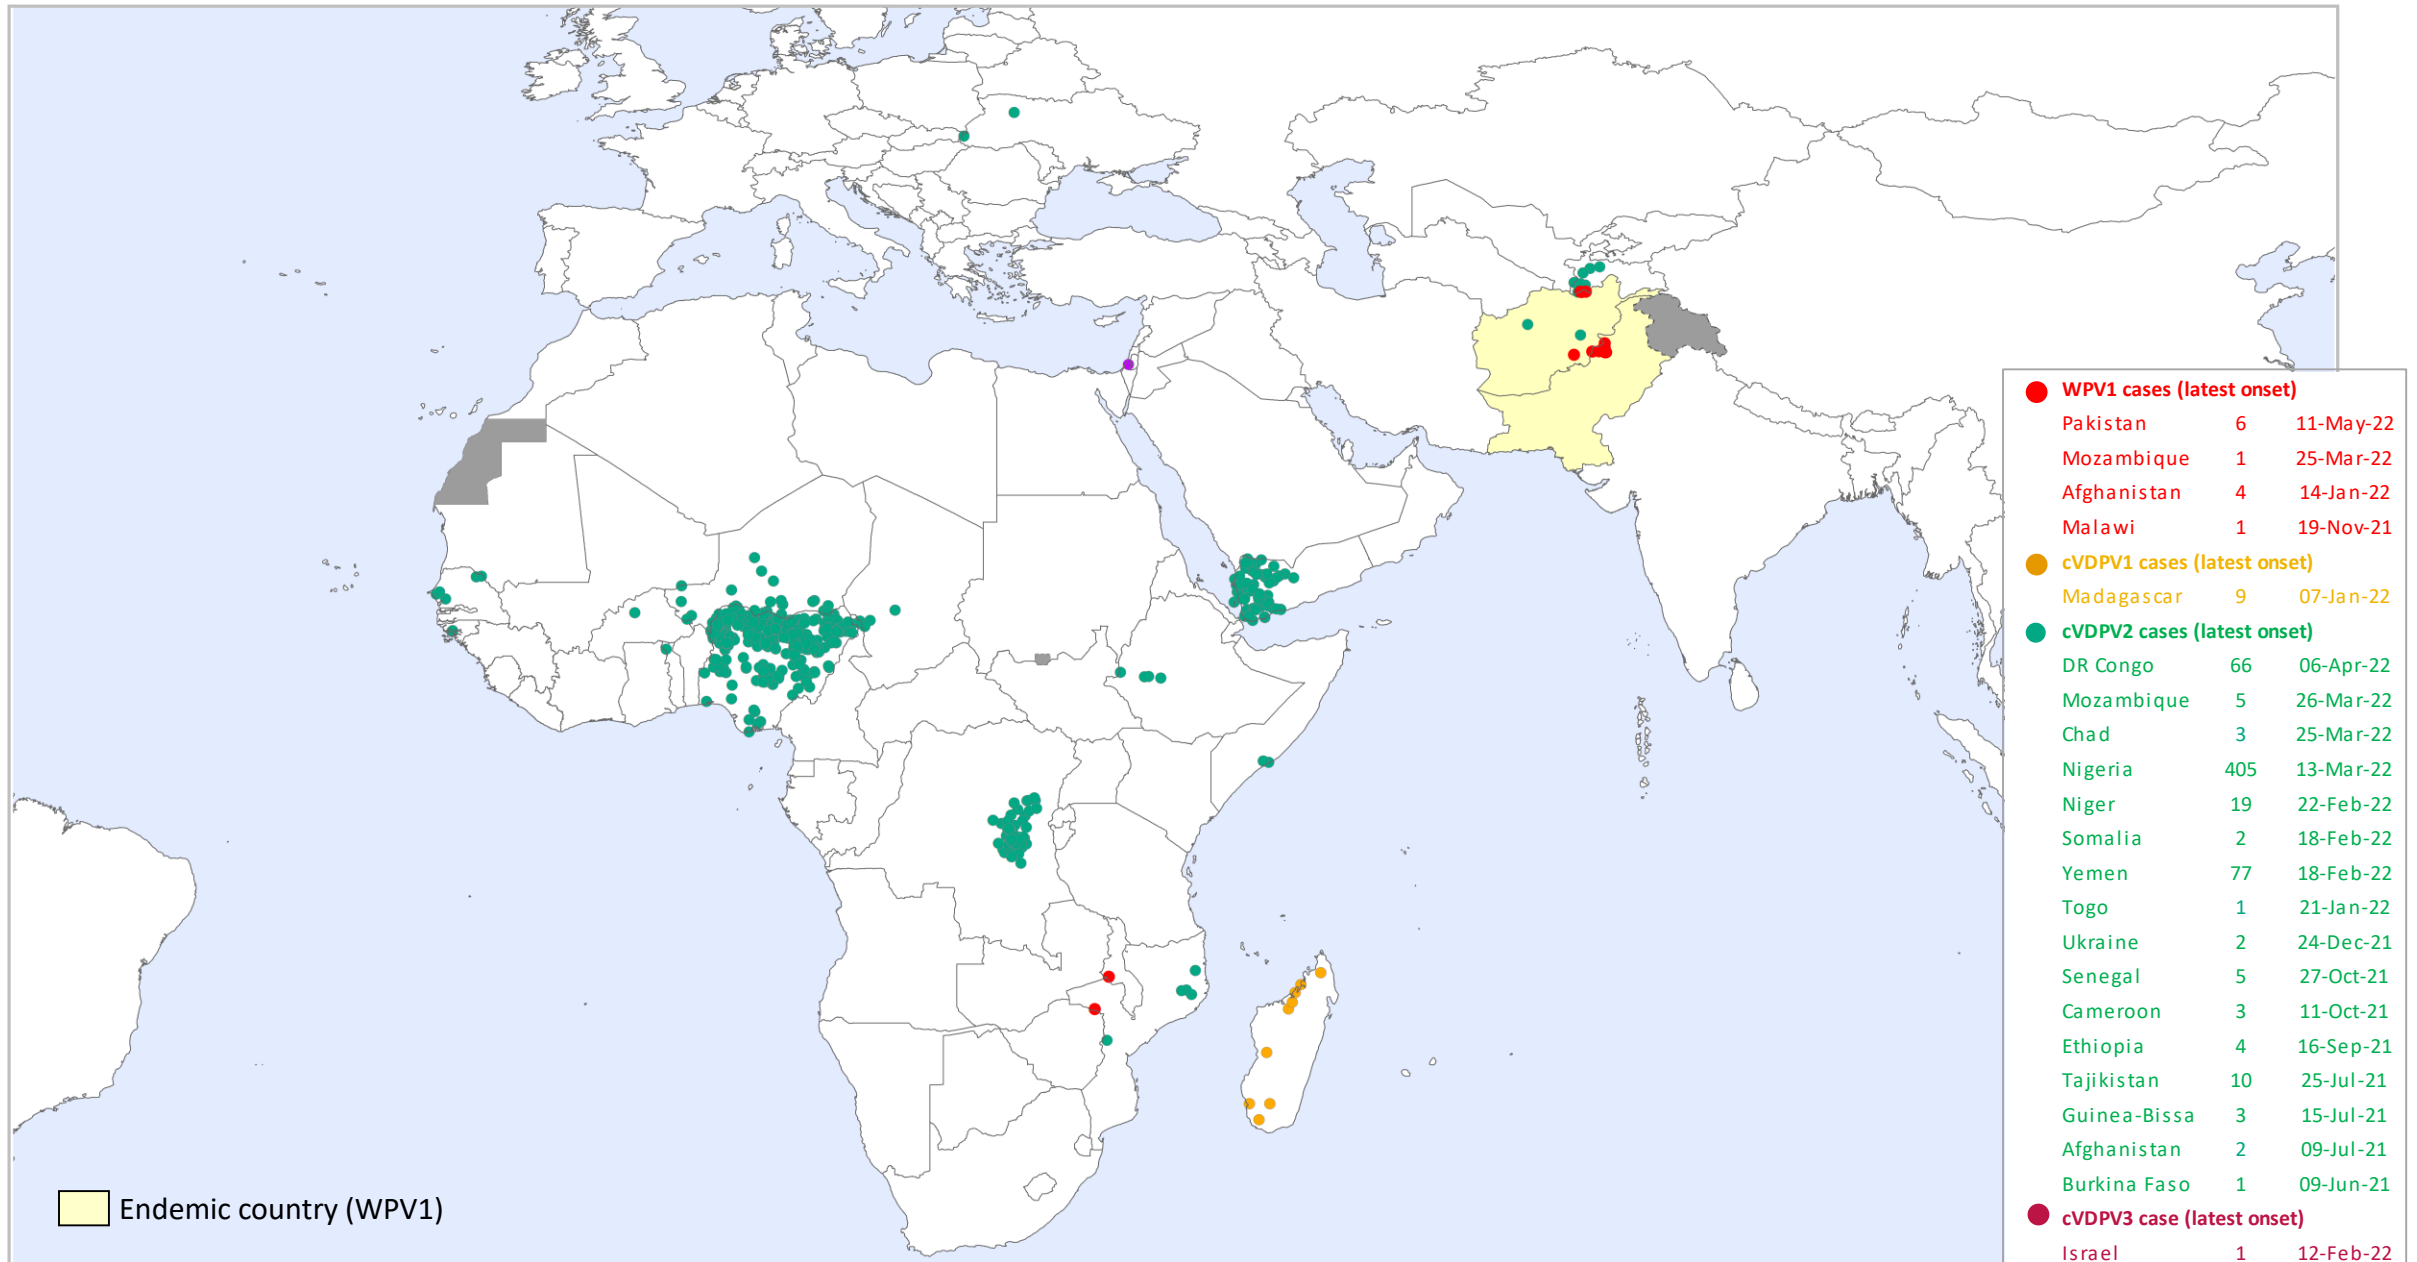 WPV1 cases (latest onset)
Pakistan 6 11-May-22
Mozambique 1 25-Mar-22
Afghanistan 4 14-Jan-22
Malawi 1 19-Nov-21
cVDPV1 cases (latest onset)
Madagascar 9 07-Jan-22
cVDPV2 cases (latest onset)
DR Congo 66 06-Apr-22
Mozambique 5 26-Mar-22
Chad 3 25-Mar-22
Nigeria 405 13-Mar-22
Niger 19 22-Feb-22
Somalia 2 18-Feb-22
Yemen 77 18-Feb-22
Togo 1 21-Jan-22
Ukraine 2 24-Dec-21
Senegal 5 27-Oct-21
Cameroon 3 11-Oct-21
Ethiopia 4 16-Sep-21
Tajikistan 10 25-Jul-21
Guinea-Bissa 3 15-Jul-21
Afghanistan 2 09-Jul-21
Burkina Faso 1 09-Jun-21
cVDPV3 case (latest onset)
Israel 1 12-Feb-22
Endemic country (WPV1)